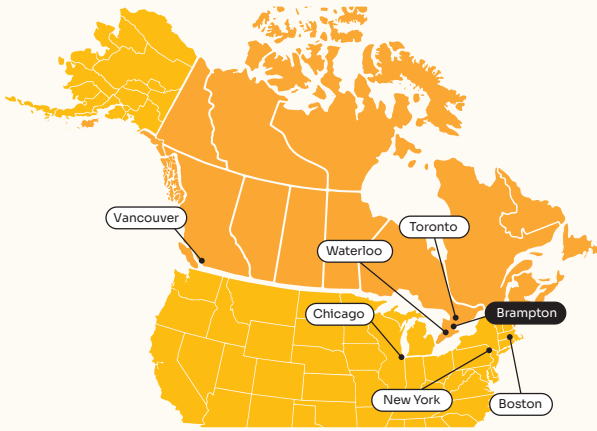 Vancouver
Toronto
Waterloo
Chicago
Brampton
New York
Boston